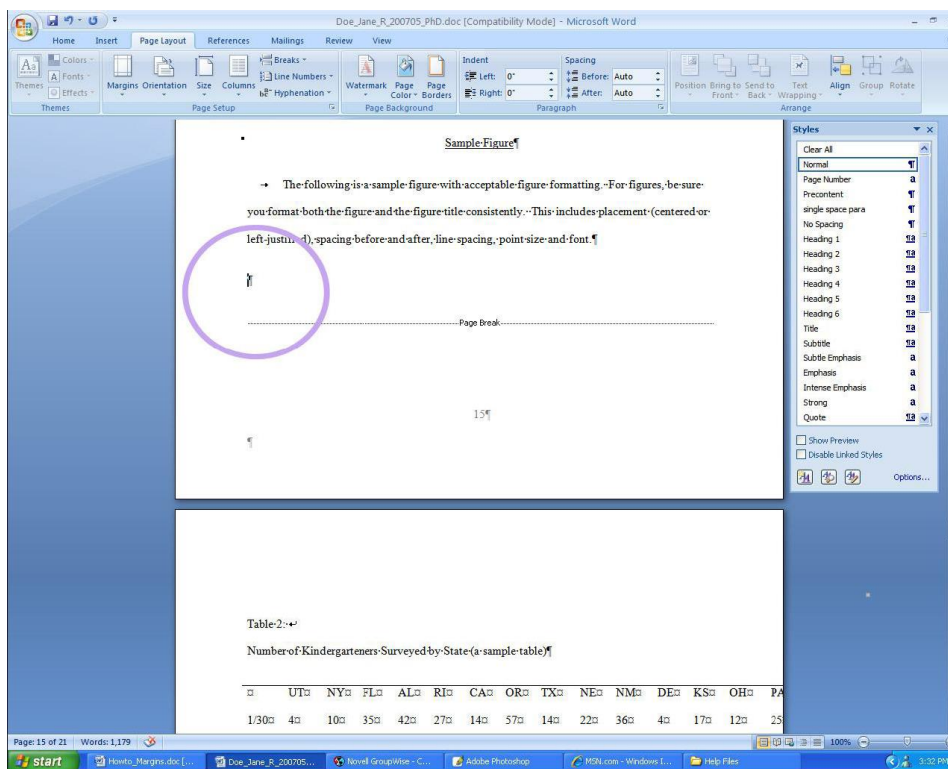 Doe_Jane_R_200705_PhD.doc [Compatibility Mode] - Microsoft Word
Home Insert Page Layout References Mailings Review View
Themes
Colors
Fonts
Effects
Themes
Margins Orientation Size Columns
Breaks
Line Numbers
Hyphenation
Page Setup
Watermark Page Color Page Borders
Page Background
Indent
Left: 0"
Right: 0"
Spacing
Before: Auto
After: Auto
Paragraph
Position Bring to Front Send to Back Text Wrapping Align Group Rotate
Arrange
Sample·Figure¶
→ The·following·is·a·sample·figure·with·acceptable·figure·formatting.··For·figures,·be·sure·
you·format·both·the·figure·and·the·figure·title·consistently.··This·includes·placement·(centered·or·
left-justified),·spacing·before·and·after,·line·spacing,·point·size·and·font.¶
¶
Page Break
15¶
¶
Table·2:·↵
Number·of·Kindergarteners·Surveyed·by·State·(a·sample·table)¶
¤ UT¤ NY¤ FL¤ AL¤ RI¤ CA¤ OR¤ TX¤ NE¤ NM¤ DE¤ KS¤ OH¤ PA
1/30¤ 4¤ 10¤ 35¤ 42¤ 27¤ 14¤ 57¤ 14¤ 22¤ 36¤ 4¤ 17¤ 12¤ 25
Styles
Clear All
Normal ¶
Page Number a
Precontent ¶
single space para ¶
No Spacing ¶
Heading 1 ¶a
Heading 2 ¶a
Heading 3 ¶a
Heading 4 ¶a
Heading 5 ¶a
Heading 6 ¶a
Title ¶a
Subtitle ¶a
Subtle Emphasis a
Emphasis a
Intense Emphasis a
Strong a
Quote ¶a
Show Preview
Disable Linked Styles
Options...
Page: 15 of 21 Words: 1,179 100%
start Howto_Margins.doc [... Doe_Jane_R_200705... Novell GroupWise - C... Adobe Photoshop MSN.com - Windows I... Help Files 3:32 PM